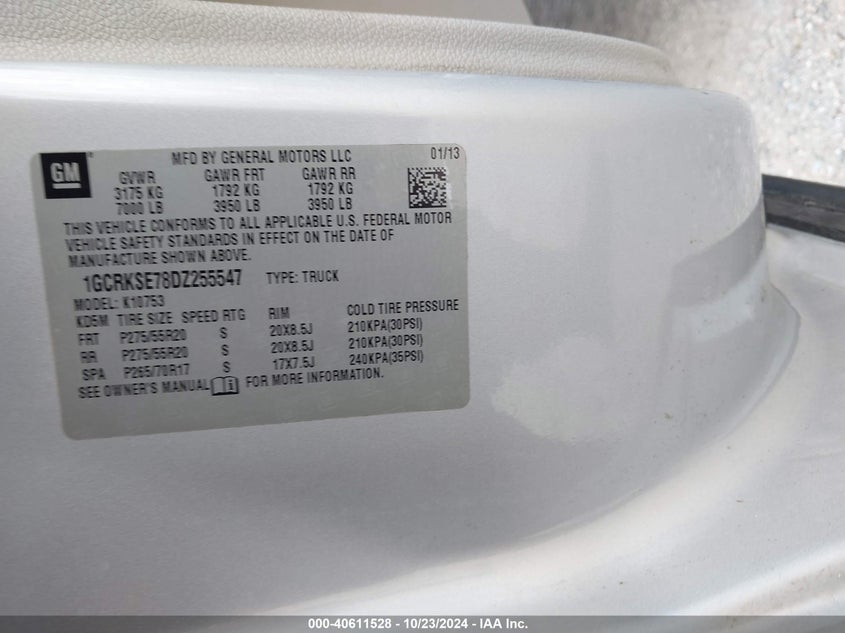 GM
MFD BY GENERAL MOTORS LLC 01/13
GVWR GAWR FRT GAWR RR
3175 KG 1792 KG 1792 KG
7000 LB 3950 LB 3950 LB
THIS VEHICLE CONFORMS TO ALL APPLICABLE U.S. FEDERAL MOTOR
VEHICLE SAFETY STANDARDS IN EFFECT ON THE DATE OF
MANUFACTURE SHOWN ABOVE.
1GCRKSE78DZ255547 TYPE: TRUCK
MODEL: K10753
KD5M TIRE SIZE SPEED RTG RIM COLD TIRE PRESSURE
FRT P275/55R20 S 20X8.5J 210KPA(30PSI)
RR P275/55R20 S 20X8.5J 210KPA(30PSI)
SPA P265/70R17 S 17X7.5J 240KPA(35PSI)
SEE OWNER'S MANUAL FOR MORE INFORMATION.
000-40611528 - 10/23/2024 - IAA Inc.